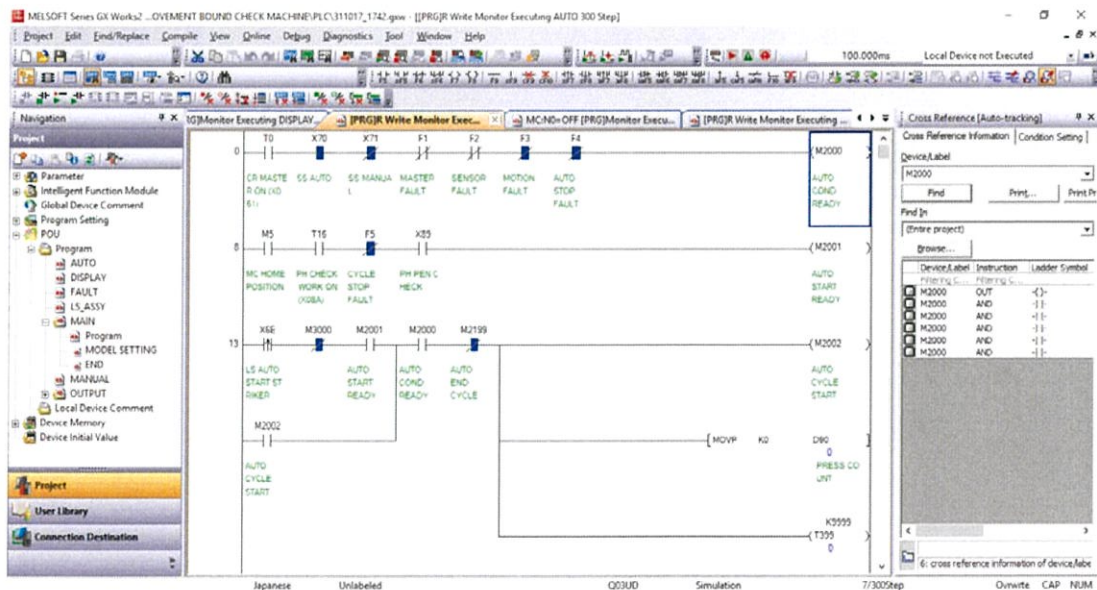 MELSOFT Series GX Works2 ...OVEMENT BOUND CHECK MACHINE\PLC\311017_1742.gxw - [[PRG]R Write Monitor Executing AUTO 300 Step]
Project Edit Find/Replace Compile View Online Debug Diagnostics Tool Window Help
100.000ms Local Device not Executed
Navigation
Project
Parameter
Intelligent Function Module
Global Device Comment
Program Setting
POU
Program
AUTO
DISPLAY
FAULT
LS_ASSY
MAIN
Program
MODEL SETTING
END
MANUAL
OUTPUT
Local Device Comment
Device Memory
Device Initial Value
Project
User Library
Connection Destination
G]Monitor Executing DISPLAY... [PRG]R Write Monitor Exec... MC:N0=OFF [PRG]Monitor Execu... [PRG]R Write Monitor Executing ...
T0 X70 X71 F1 F2 F3 F4
0 (M2000 )
CR MASTE SS AUTO SS MANUA MASTER SENSOR MOTION AUTO AUTO
R ON (X0 L FAULT FAULT FAULT STOP COND
61) FAULT READY
M5 T16 F5 X85
8 (M2001 )
MC HOME PH CHECK CYCLE PH PEN C AUTO
POSITION WORK ON STOP HECK START
(X08A) FAULT READY
X6E M3000 M2001 M2000 M2199
13 (M2002 )
LS AUTO AUTO AUTO AUTO AUTO
START ST START COND END CYCLE
RIKER READY READY CYCLE START
M2002
[MOVP K0 D80 ]
0
AUTO PRESS CO
CYCLE UNT
START
K9999
(T399 )
0
Cross Reference [Auto-tracking]
Cross Reference Information Condition Setting
Device/Label
M2000
Find Print... Print Pr
Find In
(Entire project)
Browse...
Device/Label Instruction Ladder Symbol
Filtering C... Filtering C...
M2000 OUT -( )-
M2000 AND -| |-
M2000 AND -| |-
M2000 AND -| |-
M2000 AND -| |-
M2000 AND -| |-
6: cross reference information of device/labe
Japanese Unlabeled Q03UD Simulation 7/300Step Ovrwrte CAP NUM